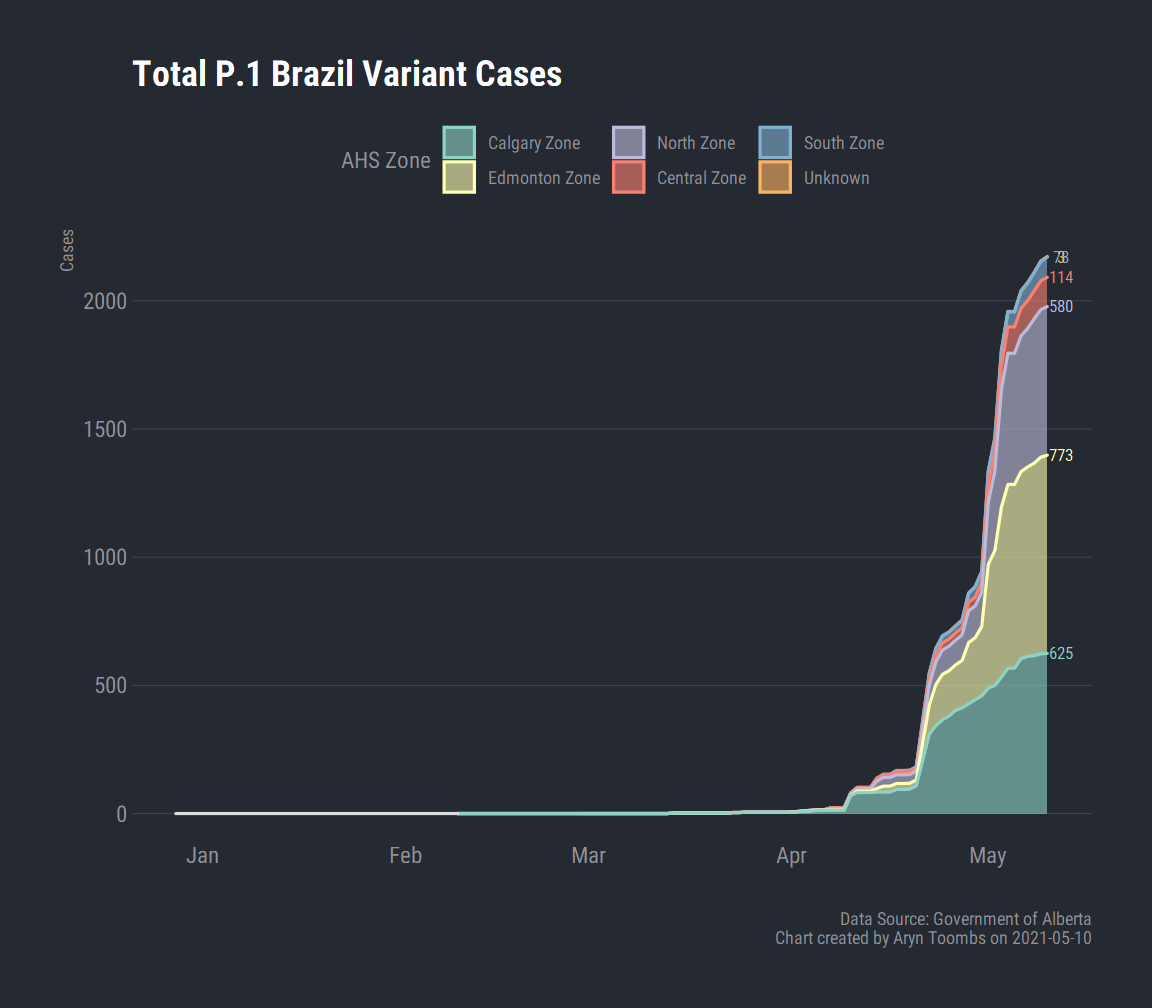 Total P.1 Brazil Variant Cases
AHS Zone
Calgary Zone
North Zone
South Zone
Edmonton Zone
Central Zone
Unknown
Cases
114
2000
580
1500
773
1000
625
500
0
Jan Feb Mar Apr May
Data Source: Government of Alberta
Chart created by Aryn Toombs on 2021-05-10